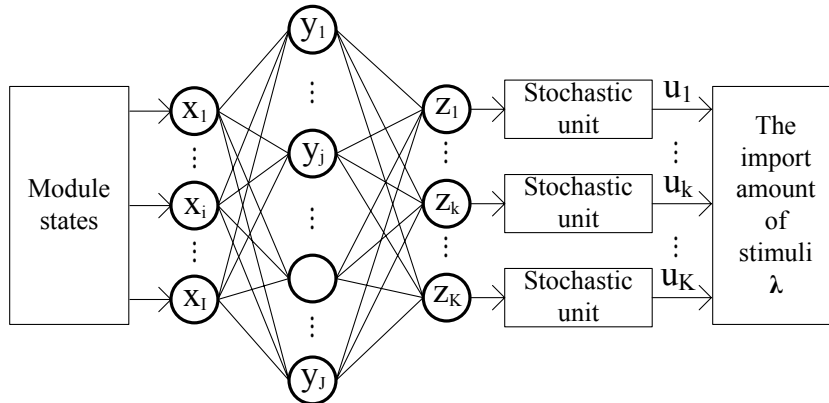 Module
states
x1
⋮
xi
⋮
xI
y1
⋮
yj
⋮
⋮
yJ
z1
⋮
zk
⋮
zK
Stochastic
unit
Stochastic
unit
Stochastic
unit
u1
⋮
uk
⋮
uK
The
import
amount
of
stimuli
λ